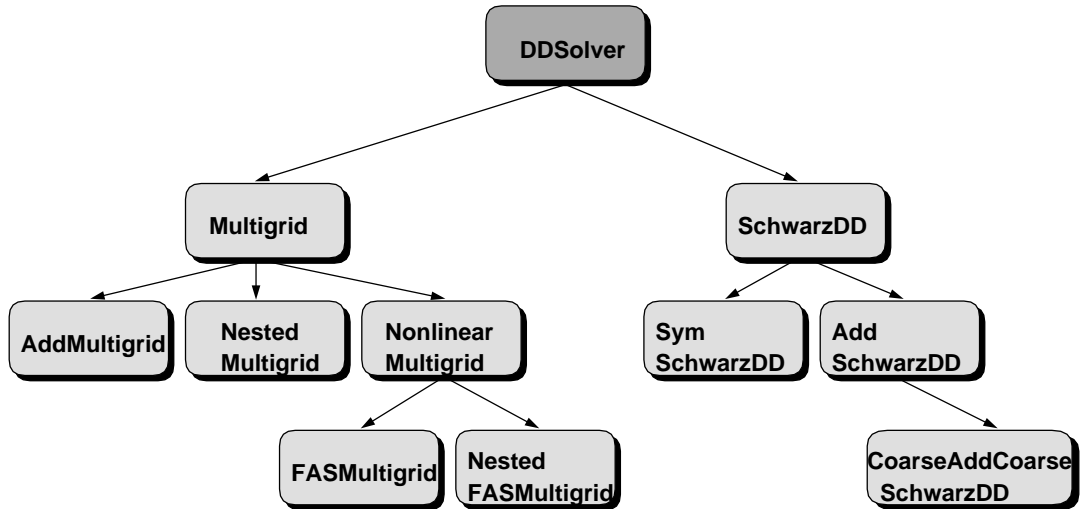 DDSolver
Multigrid
SchwarzDD
AddMultigrid
Nested
Multigrid
Nonlinear
Multigrid
Sym
SchwarzDD
Add
SchwarzDD
FASMultigrid
Nested
FASMultigrid
CoarseAddCoarse
SchwarzDD